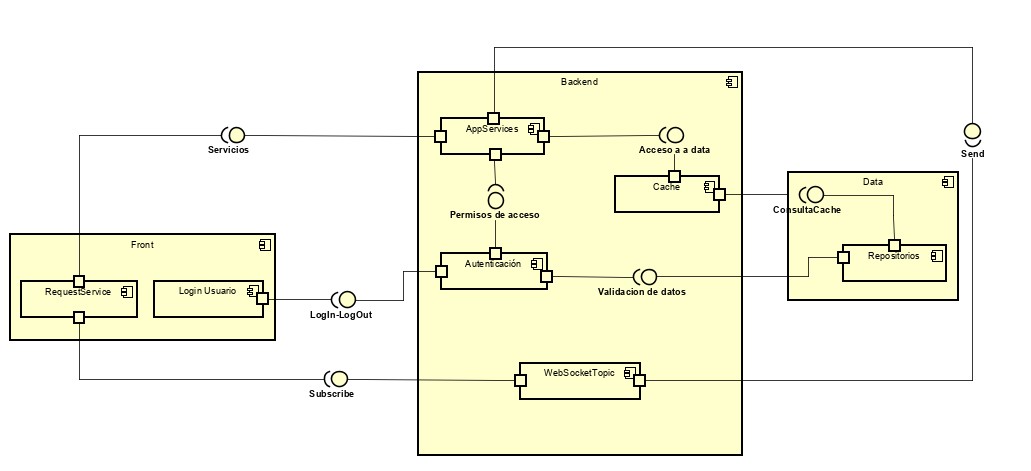 Backend
AppServices
Servicios
Acceso a a data
Send
Cache
Data
Permisos de acceso
ConsultaCache
Front
Autenticación
Repositorios
RequestService
Login Usuario
Validacion de datos
LogIn-LogOut
WebSocketTopic
Subscribe